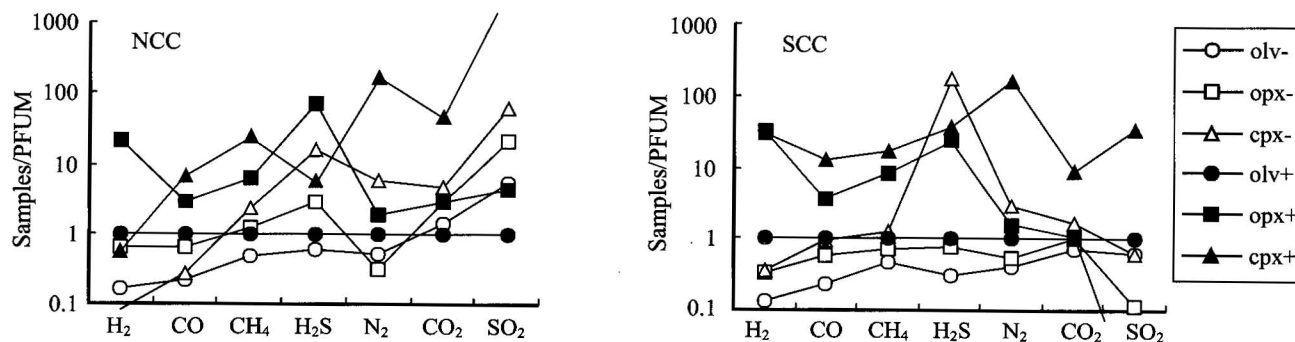 NCC
Samples/PFUM
1000
100
10
1
0.1
H₂ CO CH₄ H₂S N₂ CO₂ SO₂
SCC
Samples/PFUM
1000
100
10
1
0.1
H₂ CO CH₄ H₂S N₂ CO₂ SO₂
olv-
opx-
cpx-
olv+
opx+
cpx+